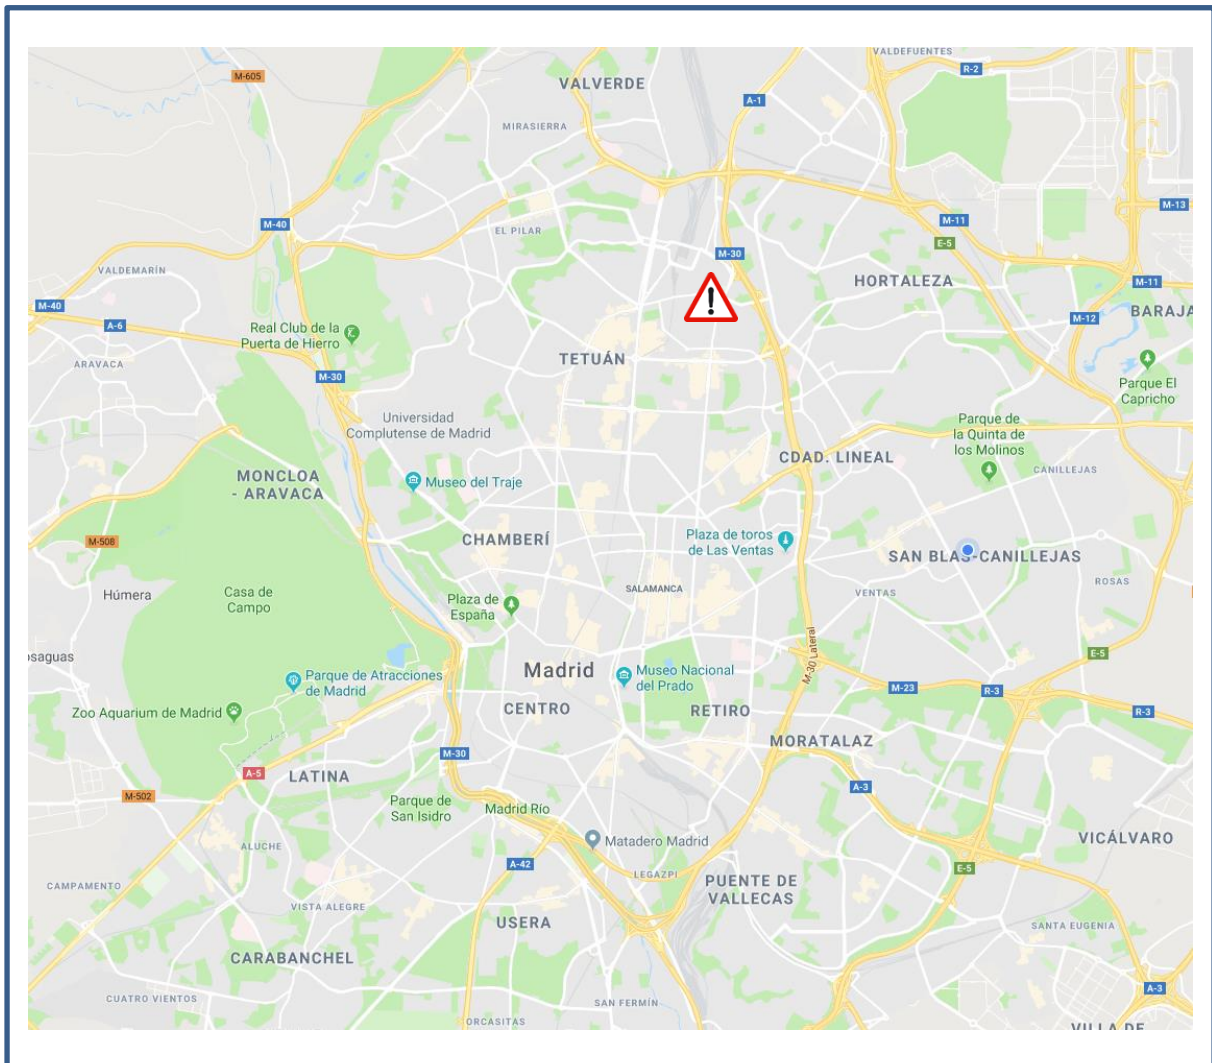 VALDEFUENTES
M-605
R-2
VALVERDE
A-1
MIRASIERRA
M-13
M-40
M-11
EL PILAR
E-5
M-30
VALDEMARÍN
HORTALEZA
M-11
M-40
BARAJA
M-12
A-6
Real Club de la
Puerta de Hierro
TETUÁN
ARAVACA
M-30
Parque El
Capricho
Universidad
Complutense de Madrid
Parque de
la Quinta de
los Molinos
CDAD. LINEAL
CANILLEJAS
MONCLOA
- ARAVACA
Museo del Traje
Plaza de toros
de Las Ventas
CHAMBERÍ
M-508
SAN BLAS-CANILLEJAS
ROSAS
Húmera
Casa de
Campo
SALAMANCA
VENTAS
Plaza de
España
M-30 Lateral
osaguas
E-5
Madrid
Museo Nacional
del Prado
Parque de Atracciones
de Madrid
M-23
R-3
Zoo Aquarium de Madrid
CENTRO
RETIRO
R-3
MORATALAZ
M-30
A-5
LATINA
A-3
M-502
Parque de
San Isidro
Madrid Río
Matadero Madrid
VICÁLVARO
ALUCHE
A-42
E-5
LEGAZPI
CAMPAMENTO
PUENTE DE
VALLECAS
VISTA ALEGRE
USERA
SANTA EUGENIA
CARABANCHEL
A-3
CUATRO VIENTOS
SAN FERMÍN
ORCASITAS
VILLA DE